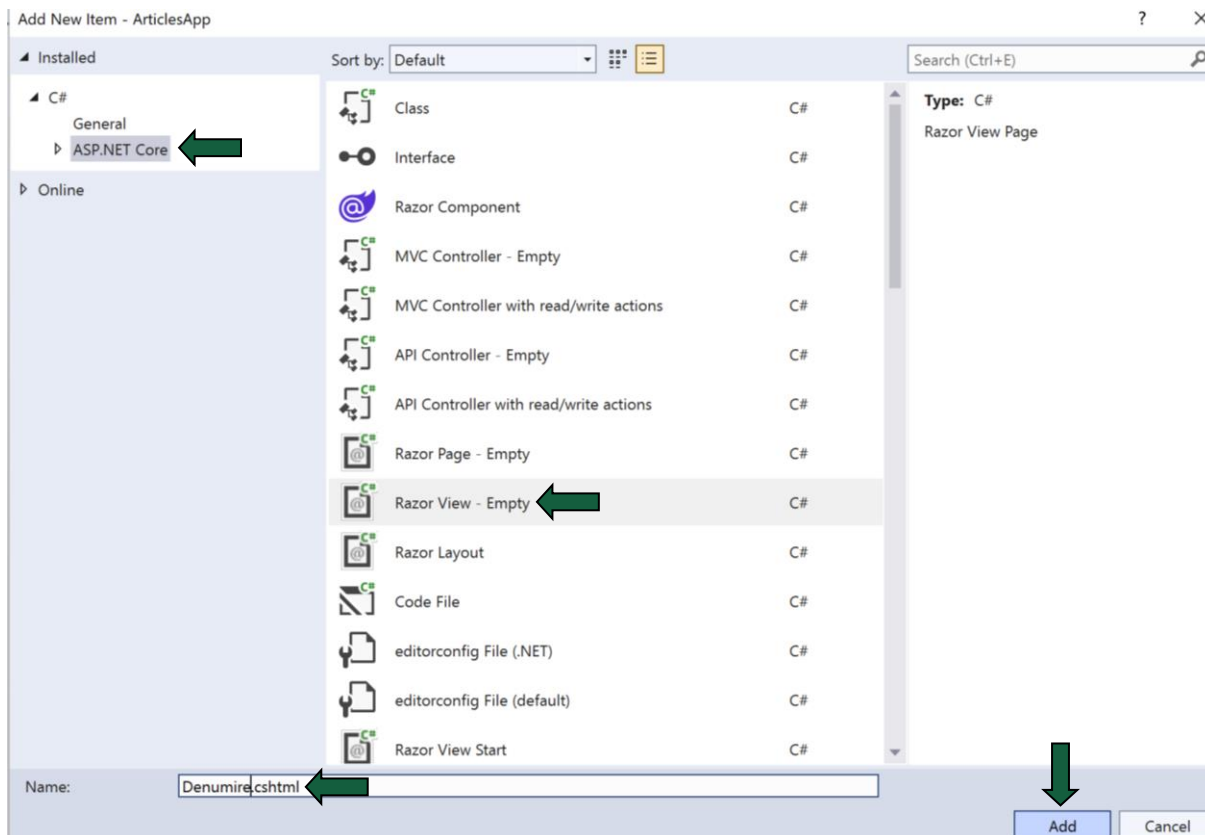 Add New Item - ArticlesApp
?
Installed
Sort by: Default
Search (Ctrl+E)
C#
General
ASP.NET Core
Online
Class C#
Interface C#
Razor Component C#
MVC Controller - Empty C#
MVC Controller with read/write actions C#
API Controller - Empty C#
API Controller with read/write actions C#
Razor Page - Empty C#
Razor View - Empty C#
Razor Layout C#
Code File C#
editorconfig File (.NET) C#
editorconfig File (default) C#
Razor View Start C#
Type: C#
Razor View Page
Name: Denumire.cshtml
Add Cancel